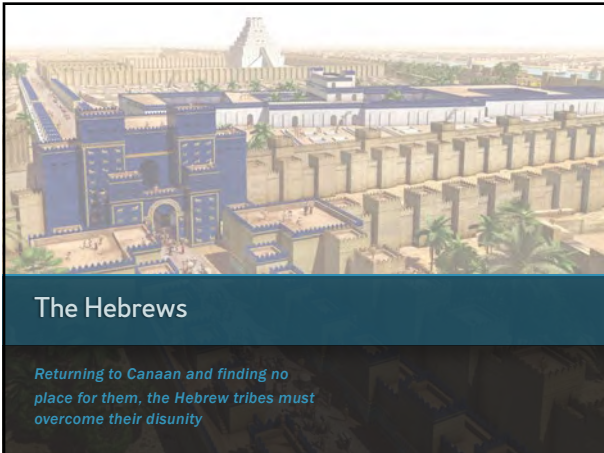 The Hebrews
Returning to Canaan and finding no
place for them, the Hebrew tribes must
overcome their disunity